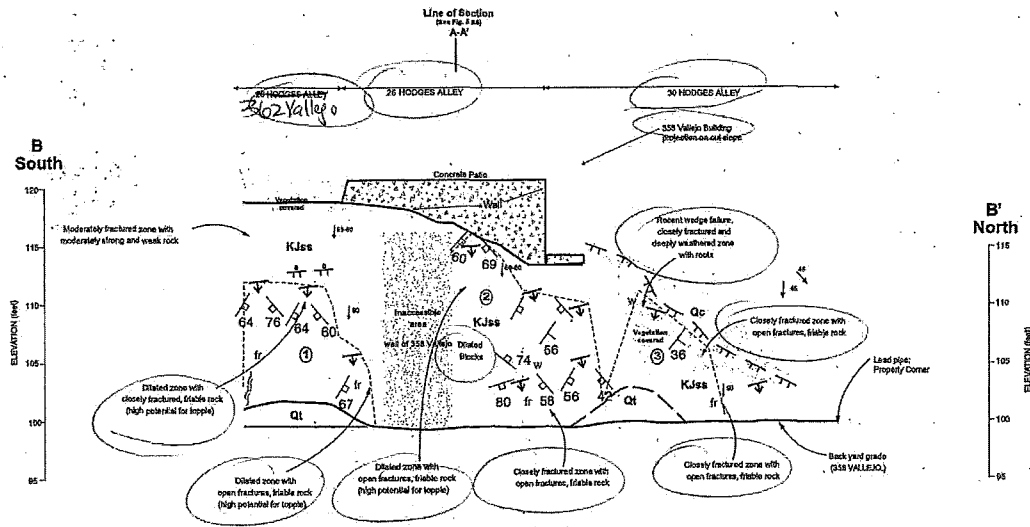 Line of Section
A-A'
26 HODGES ALLEY
30 HODGES ALLEY
362 Vallejo
358 Vallejo Building
projection on cut slope
B
South
B'
North
Concrete Patio
Wall
120
115
110
105
100
95
ELEVATION (feet)
Vegetation
covered
Moderately fractured zone with
moderately strong and weak rock
KJss
60
69
Recent wedge failure,
closely fractured and
deeply weathered zone
with roots
115
110
105
100
95
ELEVATION (feet)
64
76
64
60
90
1
fr
fr
67
Qt
Inaccessible
area
wall of 358 Vallejo
2
KJss
Dilated
Blocks
74
w
56
80
fr
58
56
42
w
Qc
Vegetation
covered
3
36
KJss
Qt
fr
Closely fractured zone with
open fractures, friable rock
Lead pipe;
Property Corner
Dilated zone with
closely fractured, friable rock
(high potential for topple)
Dilated zone with
open fractures, friable rock
(high potential for topple)
Dilated zone with
open fractures, friable rock
(high potential for topple)
Closely fractured zone with
open fractures, friable rock
Closely fractured zone with
open fractures, friable rock
Back yard grade
(358 VALLEJO)